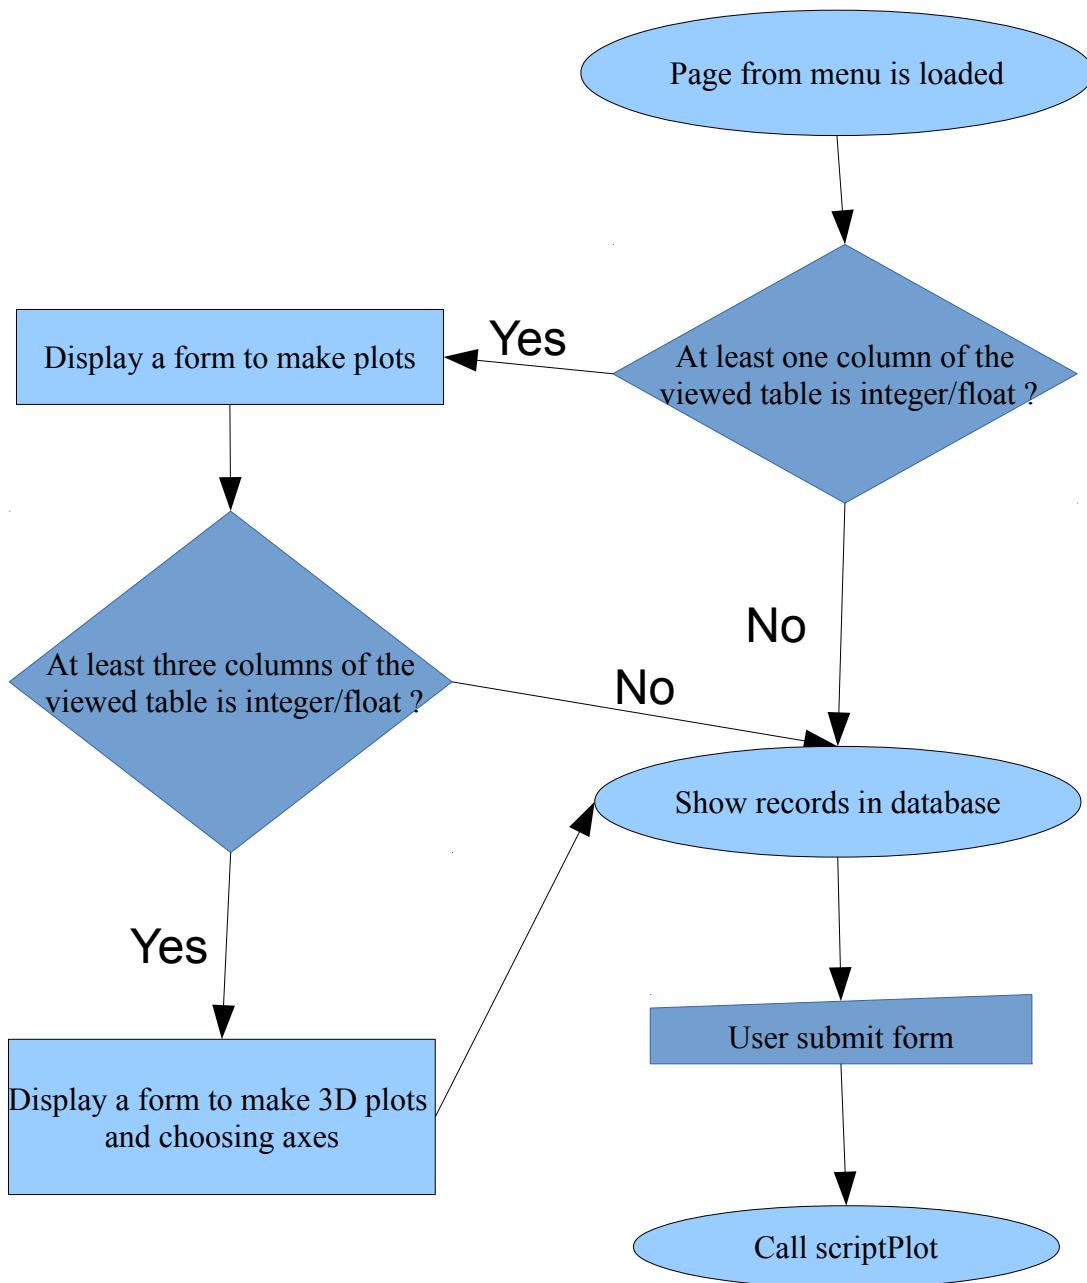 Page from menu is loaded
Yes
Display a form to make plots
At least one column of the
viewed table is integer/float ?
No
At least three columns of the
viewed table is integer/float ?
No
Show records in database
Yes
User submit form
Display a form to make 3D plots
and choosing axes
Call scriptPlot